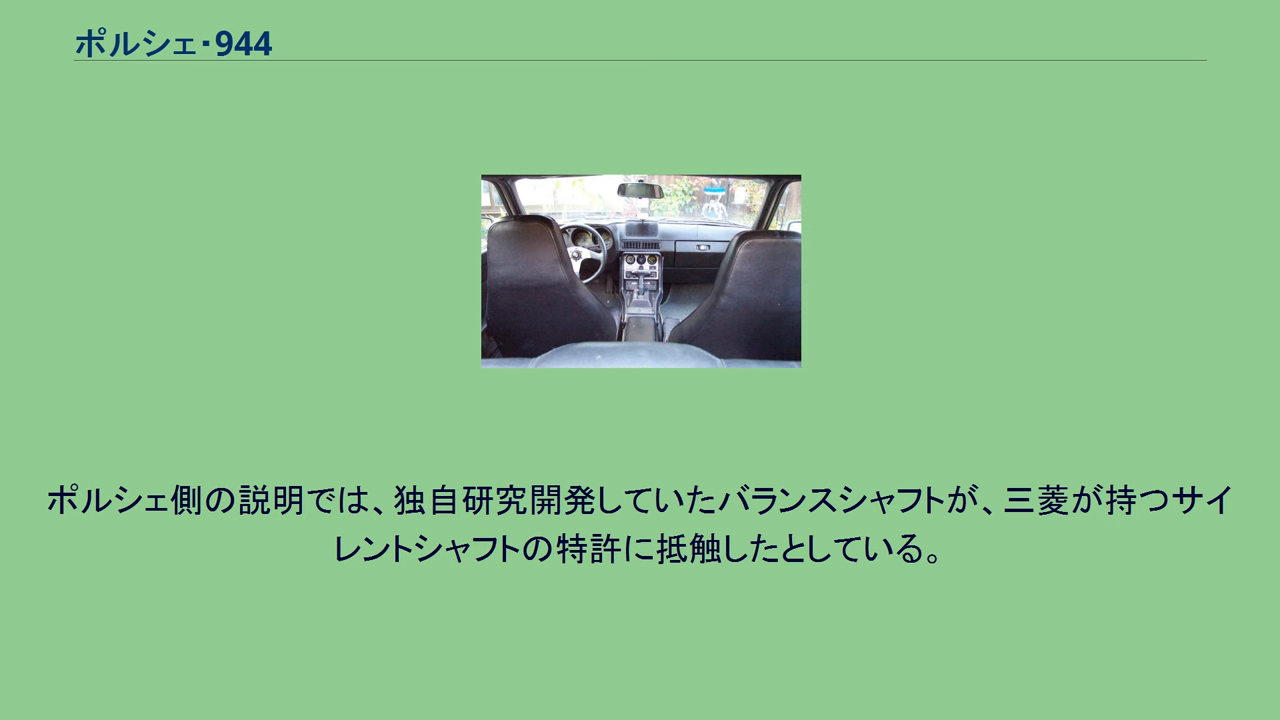 ポルシェ・944
ポルシェ側の説明では、独自研究開発していたバランスシャフトが、三菱が持つサイ
レントシャフトの特許に抵触したとしている。